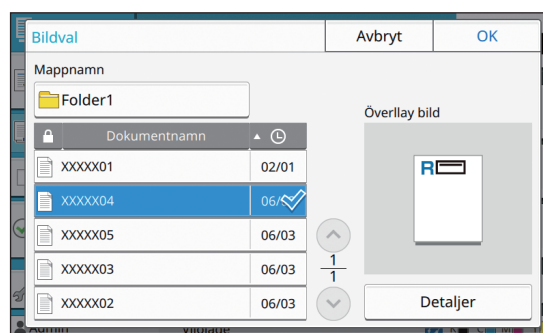 Bildval
Avbryt
OK
Mappnamn
Folder1
Överllay bild
Dokumentnamn
XXXXX01 02/01
XXXXX04 06/
XXXXX05 06/03
XXXXX03 06/03
XXXXX02 06/03
1
1
R
Detaljer
Admin